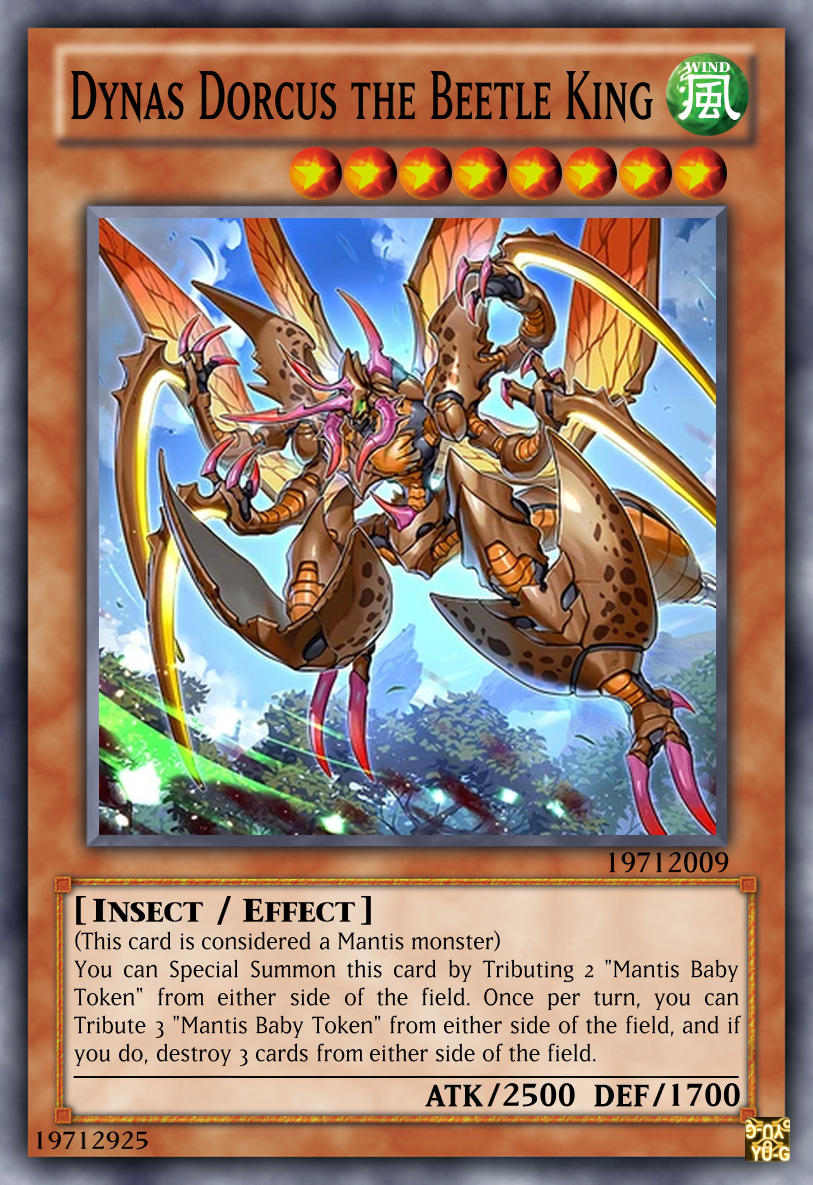 DYNAS DORCUS THE BEETLE KING
WIND
風
19712009
[ INSECT / EFFECT ]
(This card is considered a Mantis monster)
You can Special Summon this card by Tributing 2 "Mantis Baby
Token" from either side of the field. Once per turn, you can
Tribute 3 "Mantis Baby Token" from either side of the field, and if
you do, destroy 3 cards from either side of the field.
ATK/2500 DEF/1700
19712925